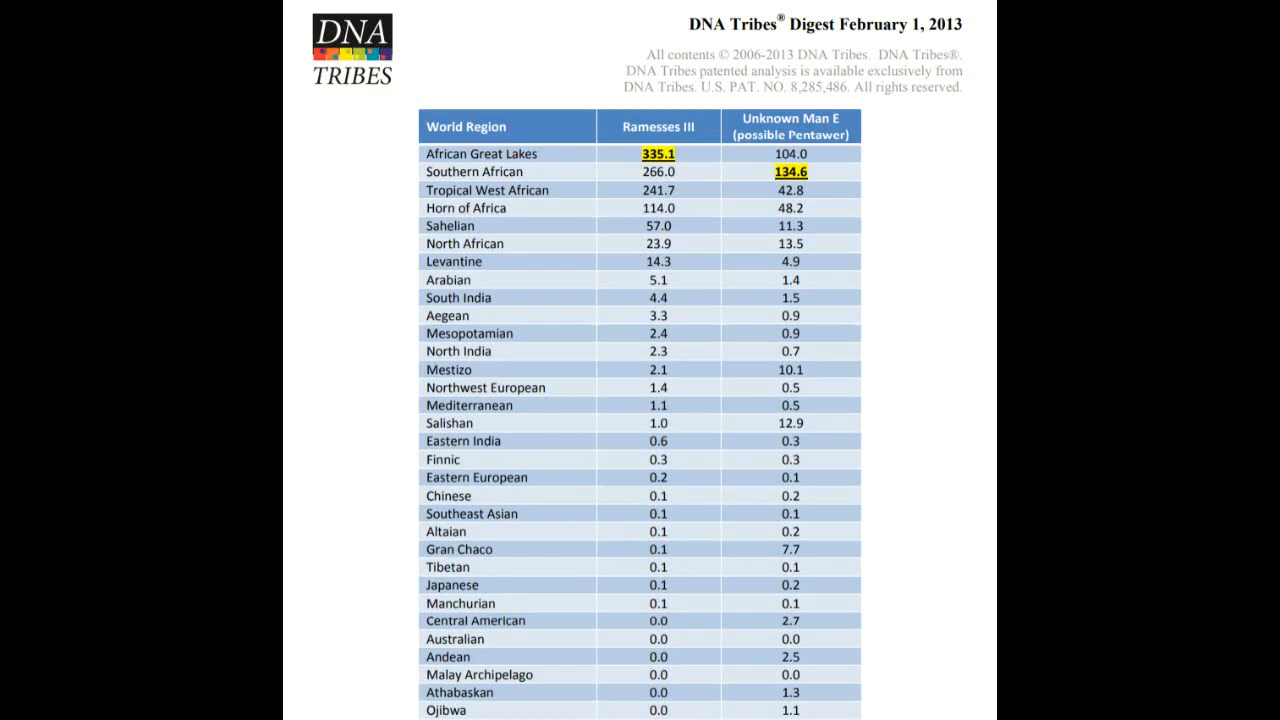 DNA
TRIBES
DNA Tribes® Digest February 1, 2013
All contents © 2006-2013 DNA Tribes. DNA Tribes®.
DNA Tribes patented analysis is available exclusively from
DNA Tribes. U.S. PAT. NO. 8,285,486. All rights reserved.
World Region Ramesses III Unknown Man E
(possible Pentawer)
African Great Lakes 335.1 104.0
Southern African 266.0 134.6
Tropical West African 241.7 42.8
Horn of Africa 114.0 48.2
Sahelian 57.0 11.3
North African 23.9 13.5
Levantine 14.3 4.9
Arabian 5.1 1.4
South India 4.4 1.5
Aegean 3.3 0.9
Mesopotamian 2.4 0.9
North India 2.3 0.7
Mestizo 2.1 10.1
Northwest European 1.4 0.5
Mediterranean 1.1 0.5
Salishan 1.0 12.9
Eastern India 0.6 0.3
Finnic 0.3 0.3
Eastern European 0.2 0.1
Chinese 0.1 0.2
Southeast Asian 0.1 0.1
Altaian 0.1 0.2
Gran Chaco 0.1 7.7
Tibetan 0.1 0.1
Japanese 0.1 0.2
Manchurian 0.1 0.1
Central American 0.0 2.7
Australian 0.0 0.0
Andean 0.0 2.5
Malay Archipelago 0.0 0.0
Athabaskan 0.0 1.3
Ojibwa 0.0 1.1